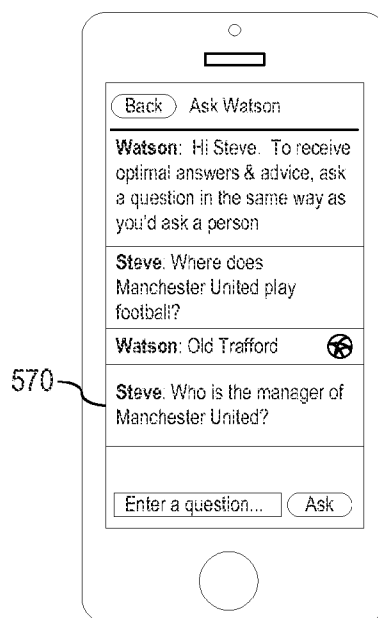 Back Ask Watson
Watson: Hi Steve. To receive
optimal answers & advice, ask
a question in the same way as
you'd ask a person
Steve: Where does
Manchester United play
football?
Watson: Old Trafford
570
Steve: Who is the manager of
Manchester United?
Enter a question... Ask